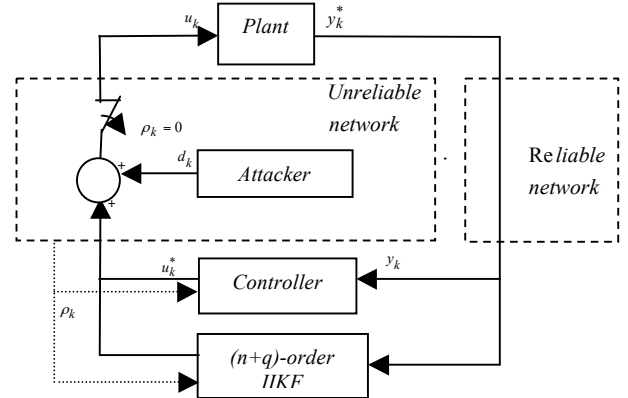 u_k
Plant
y_k^*
Unreliable
network
ρ_k = 0
d_k
Attacker
+
+
Reliable
network
u_k^*
Controller
y_k
ρ_k
(n+q)-order
IIKF